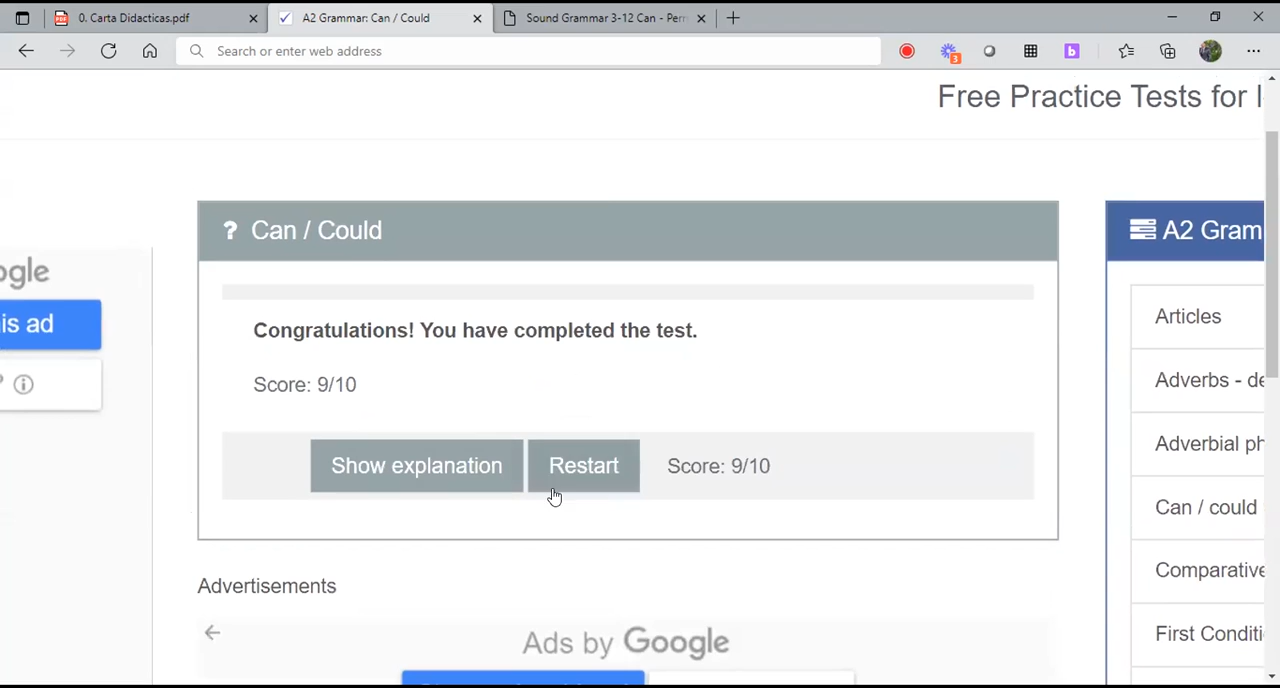 0. Carta Didacticas.pdf
A2 Grammar: Can / Could
Sound Grammar 3-12 Can - Perm
Search or enter web address
3
b
Free Practice Tests for l
? Can / Could
A2 Gram
ogle
is ad
Congratulations! You have completed the test.
Score: 9/10
Show explanation
Restart
Score: 9/10
Articles
Adverbs - de
Adverbial ph
Can / could
Comparative
First Conditi
Advertisements
Ads by Google